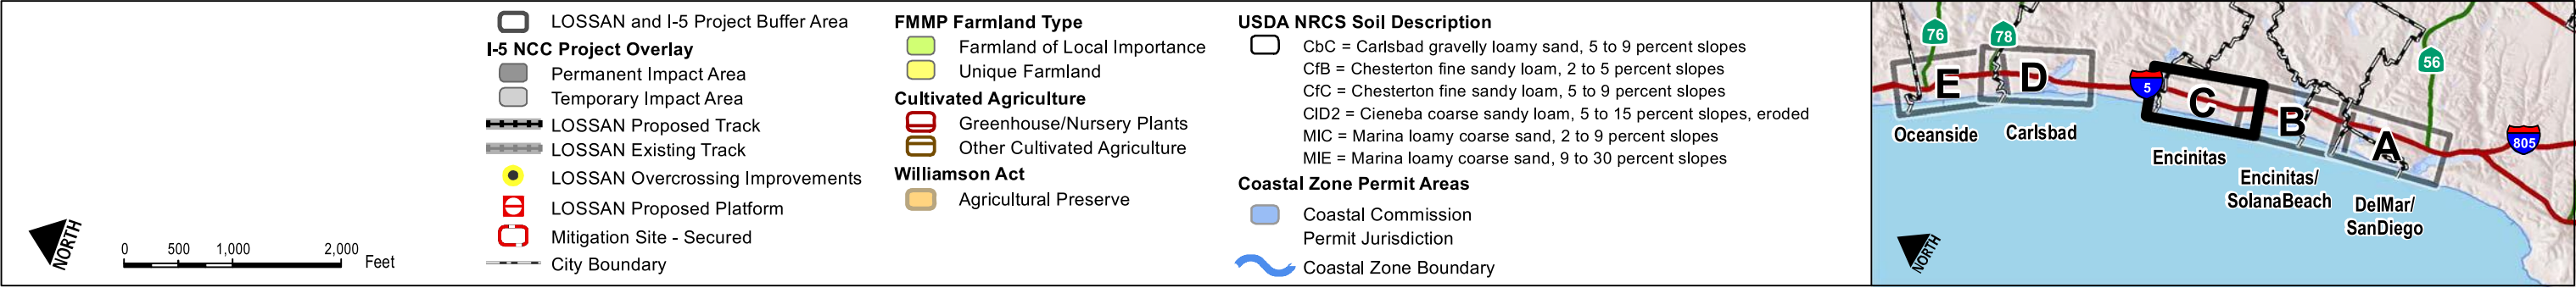 NORTH
0 500 1,000 2,000
Feet
LOSSAN and I-5 Project Buffer Area
I-5 NCC Project Overlay
Permanent Impact Area
Temporary Impact Area
LOSSAN Proposed Track
LOSSAN Existing Track
LOSSAN Overcrossing Improvements
LOSSAN Proposed Platform
Mitigation Site - Secured
City Boundary
FMMP Farmland Type
Farmland of Local Importance
Unique Farmland
Cultivated Agriculture
Greenhouse/Nursery Plants
Other Cultivated Agriculture
Williamson Act
Agricultural Preserve
USDA NRCS Soil Description
CbC = Carlsbad gravelly loamy sand, 5 to 9 percent slopes
CfB = Chesterton fine sandy loam, 2 to 5 percent slopes
CfC = Chesterton fine sandy loam, 5 to 9 percent slopes
CID2 = Cieneba coarse sandy loam, 5 to 15 percent slopes, eroded
MIC = Marina loamy coarse sand, 2 to 9 percent slopes
MIE = Marina loamy coarse sand, 9 to 30 percent slopes
Coastal Zone Permit Areas
Coastal Commission
Permit Jurisdiction
Coastal Zone Boundary
76
78
56
5
805
E
D
C
B
A
Oceanside
Carlsbad
Encinitas
Encinitas/
SolanaBeach
DelMar/
SanDiego
NORTH